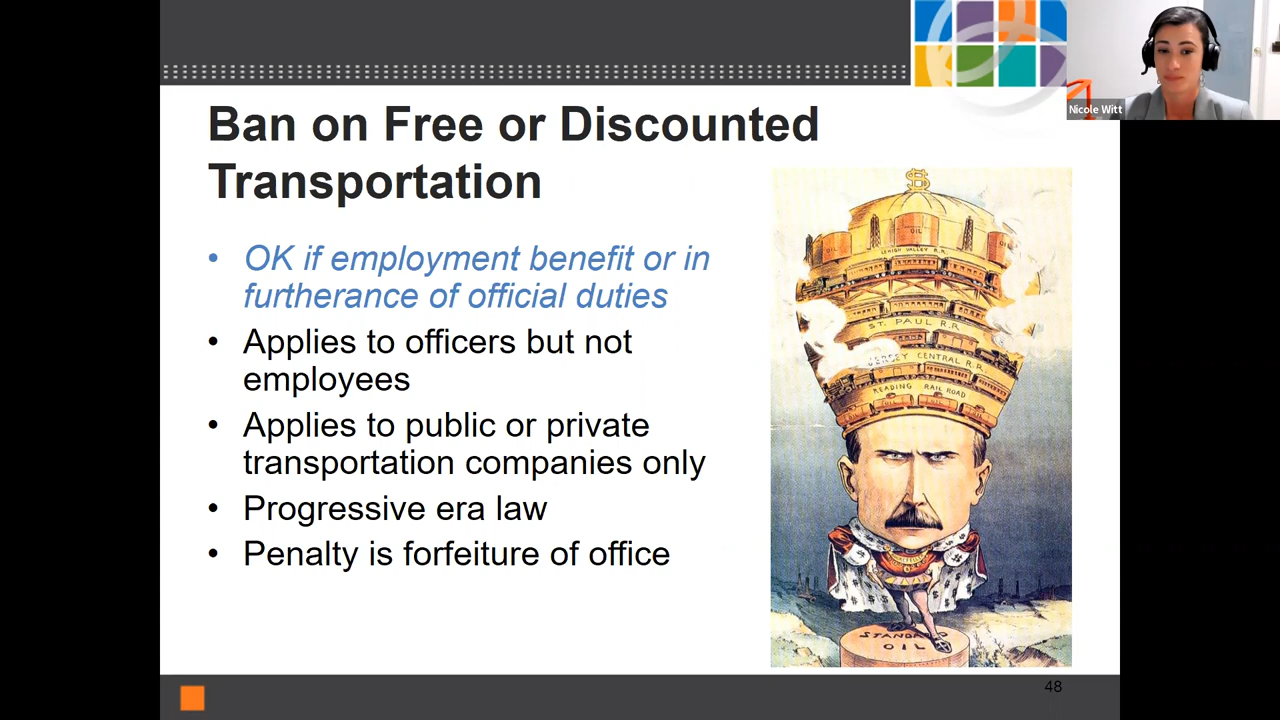 Ban on Free or Discounted
Transportation
• OK if employment benefit or in
furtherance of official duties
• Applies to officers but not
employees
• Applies to public or private
transportation companies only
• Progressive era law
• Penalty is forfeiture of office
Nicole Witt
OIL
OIL
LEHIGH VALLEY R.R.
ST. PAUL R.R.
JERSEY CENTRAL R.R.
READING RAIL ROAD
STANDARD
OIL
48